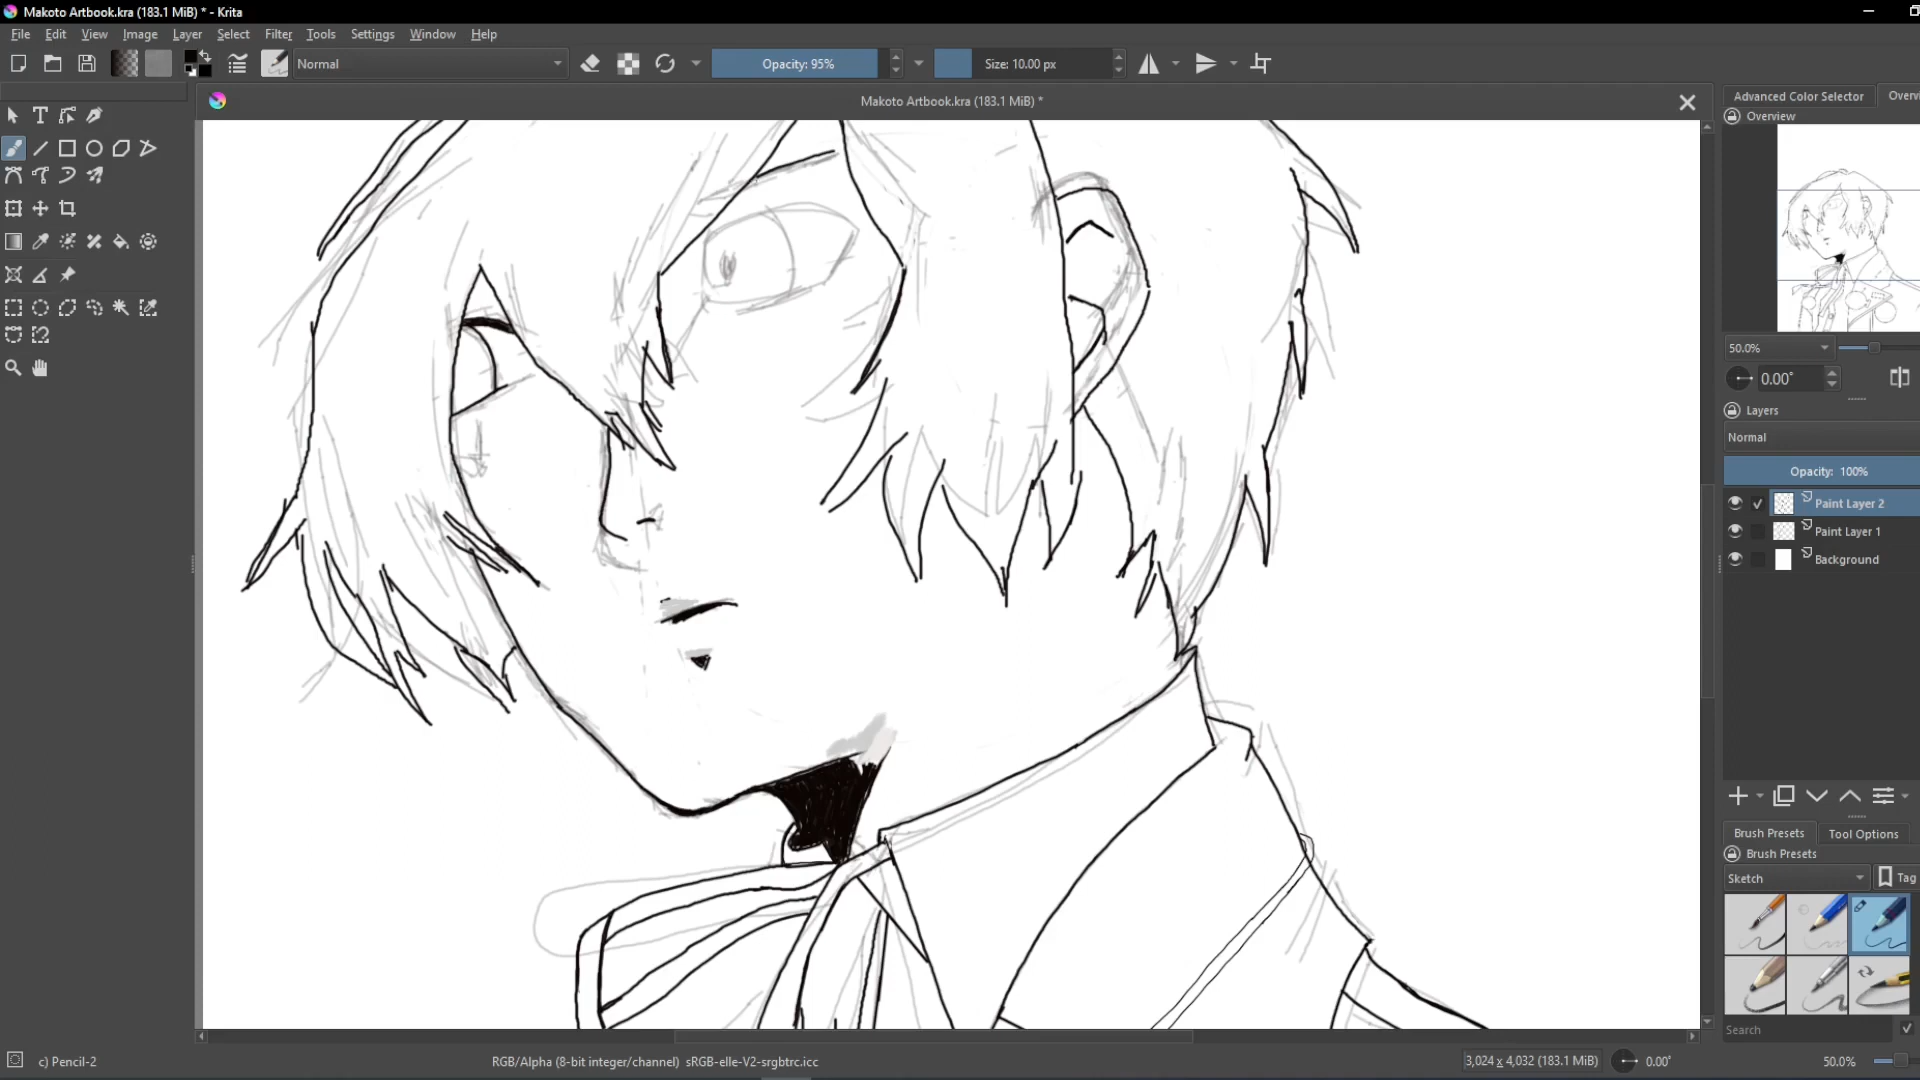 Makoto Artbook.kra (183.1 MiB) * - Krita
File Edit View Image Layer Select Filter Tools Settings Window Help
Normal Opacity: 95% Size: 10.00 px
Makoto Artbook.kra (183.1 MiB) *
Advanced Color Selector Overvi
Overview
50.0%
0.00°
Layers
Normal
Opacity: 100%
Paint Layer 2
Paint Layer 1
Background
Brush Presets Tool Options
Brush Presets
Sketch Tag
Search
c) Pencil-2 RGB/Alpha (8-bit integer/channel) sRGB-elle-V2-srgbtrc.icc 3,024 x 4,032 (183.1 MiB) 0.00° 50.0%